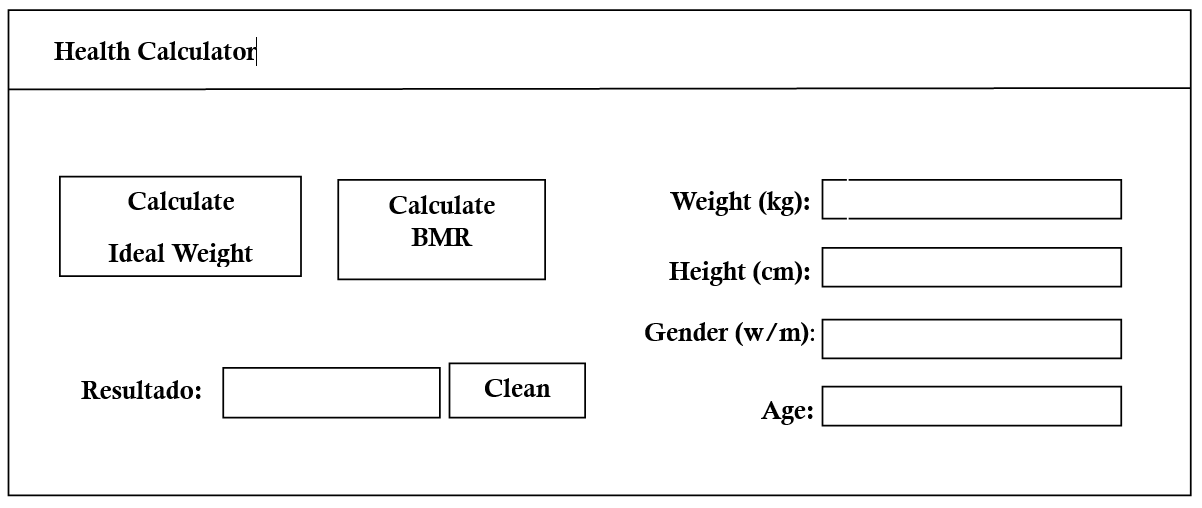 Health Calculator
Calculate
Ideal Weight
Calculate
BMR
Weight (kg):
Height (cm):
Gender (w/m):
Resultado:
Clean
Age: